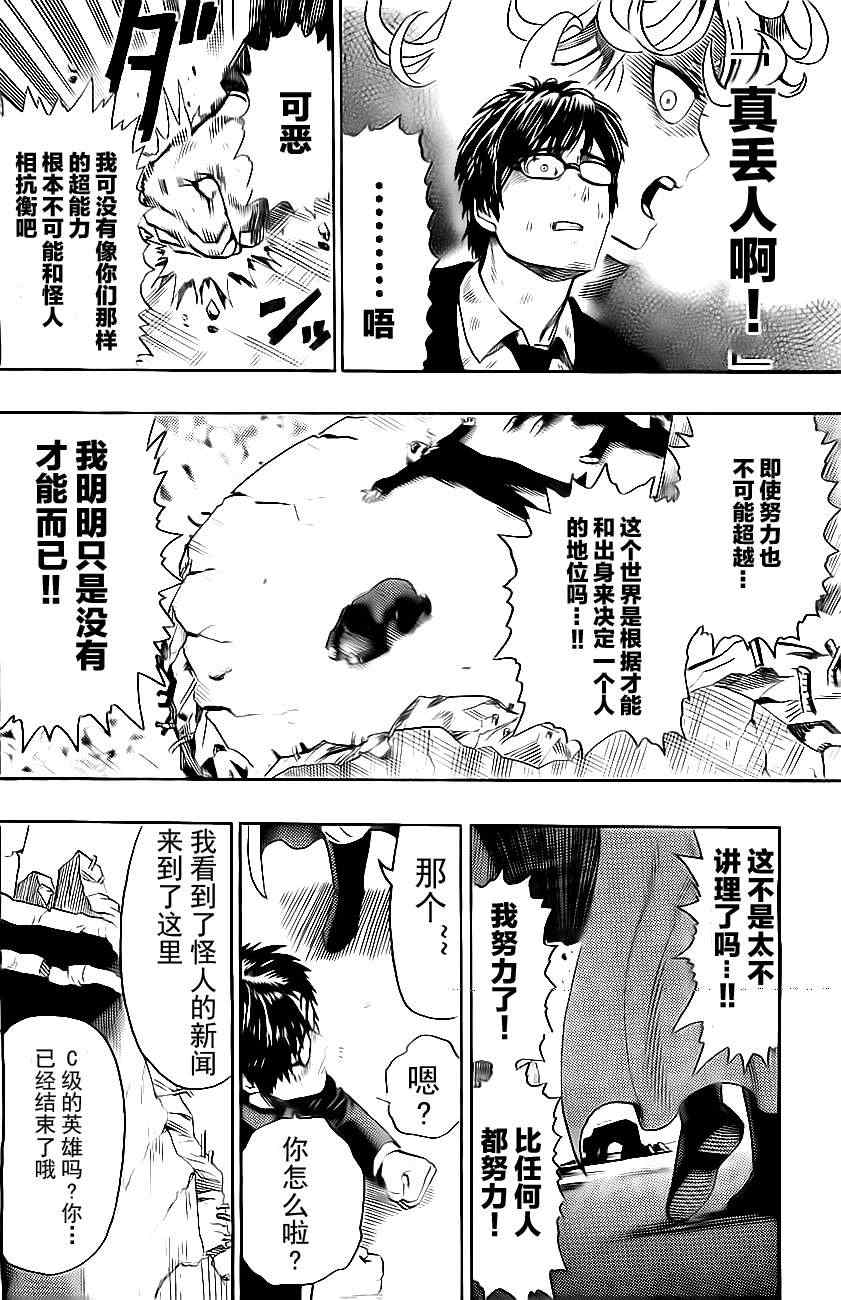 「真丢人啊！」
………
唔
可恶
我可没有像你们那样
的超能力
根本不可能和怪人
相抗衡吧
ダンッ
即使努力也
不可能超越…
这个世界是根据才能
和出身来决定一个人
的地位吗…!!
我明明只是没有
才能而已!!
这不是太不
讲理了吗…!!
我努力了！
比任何人
都努力！
那个~~
嗯?
你怎么啦?
我看到了怪人的新闻
来到了这里
C级的英雄吗?你…
已经结束了哦